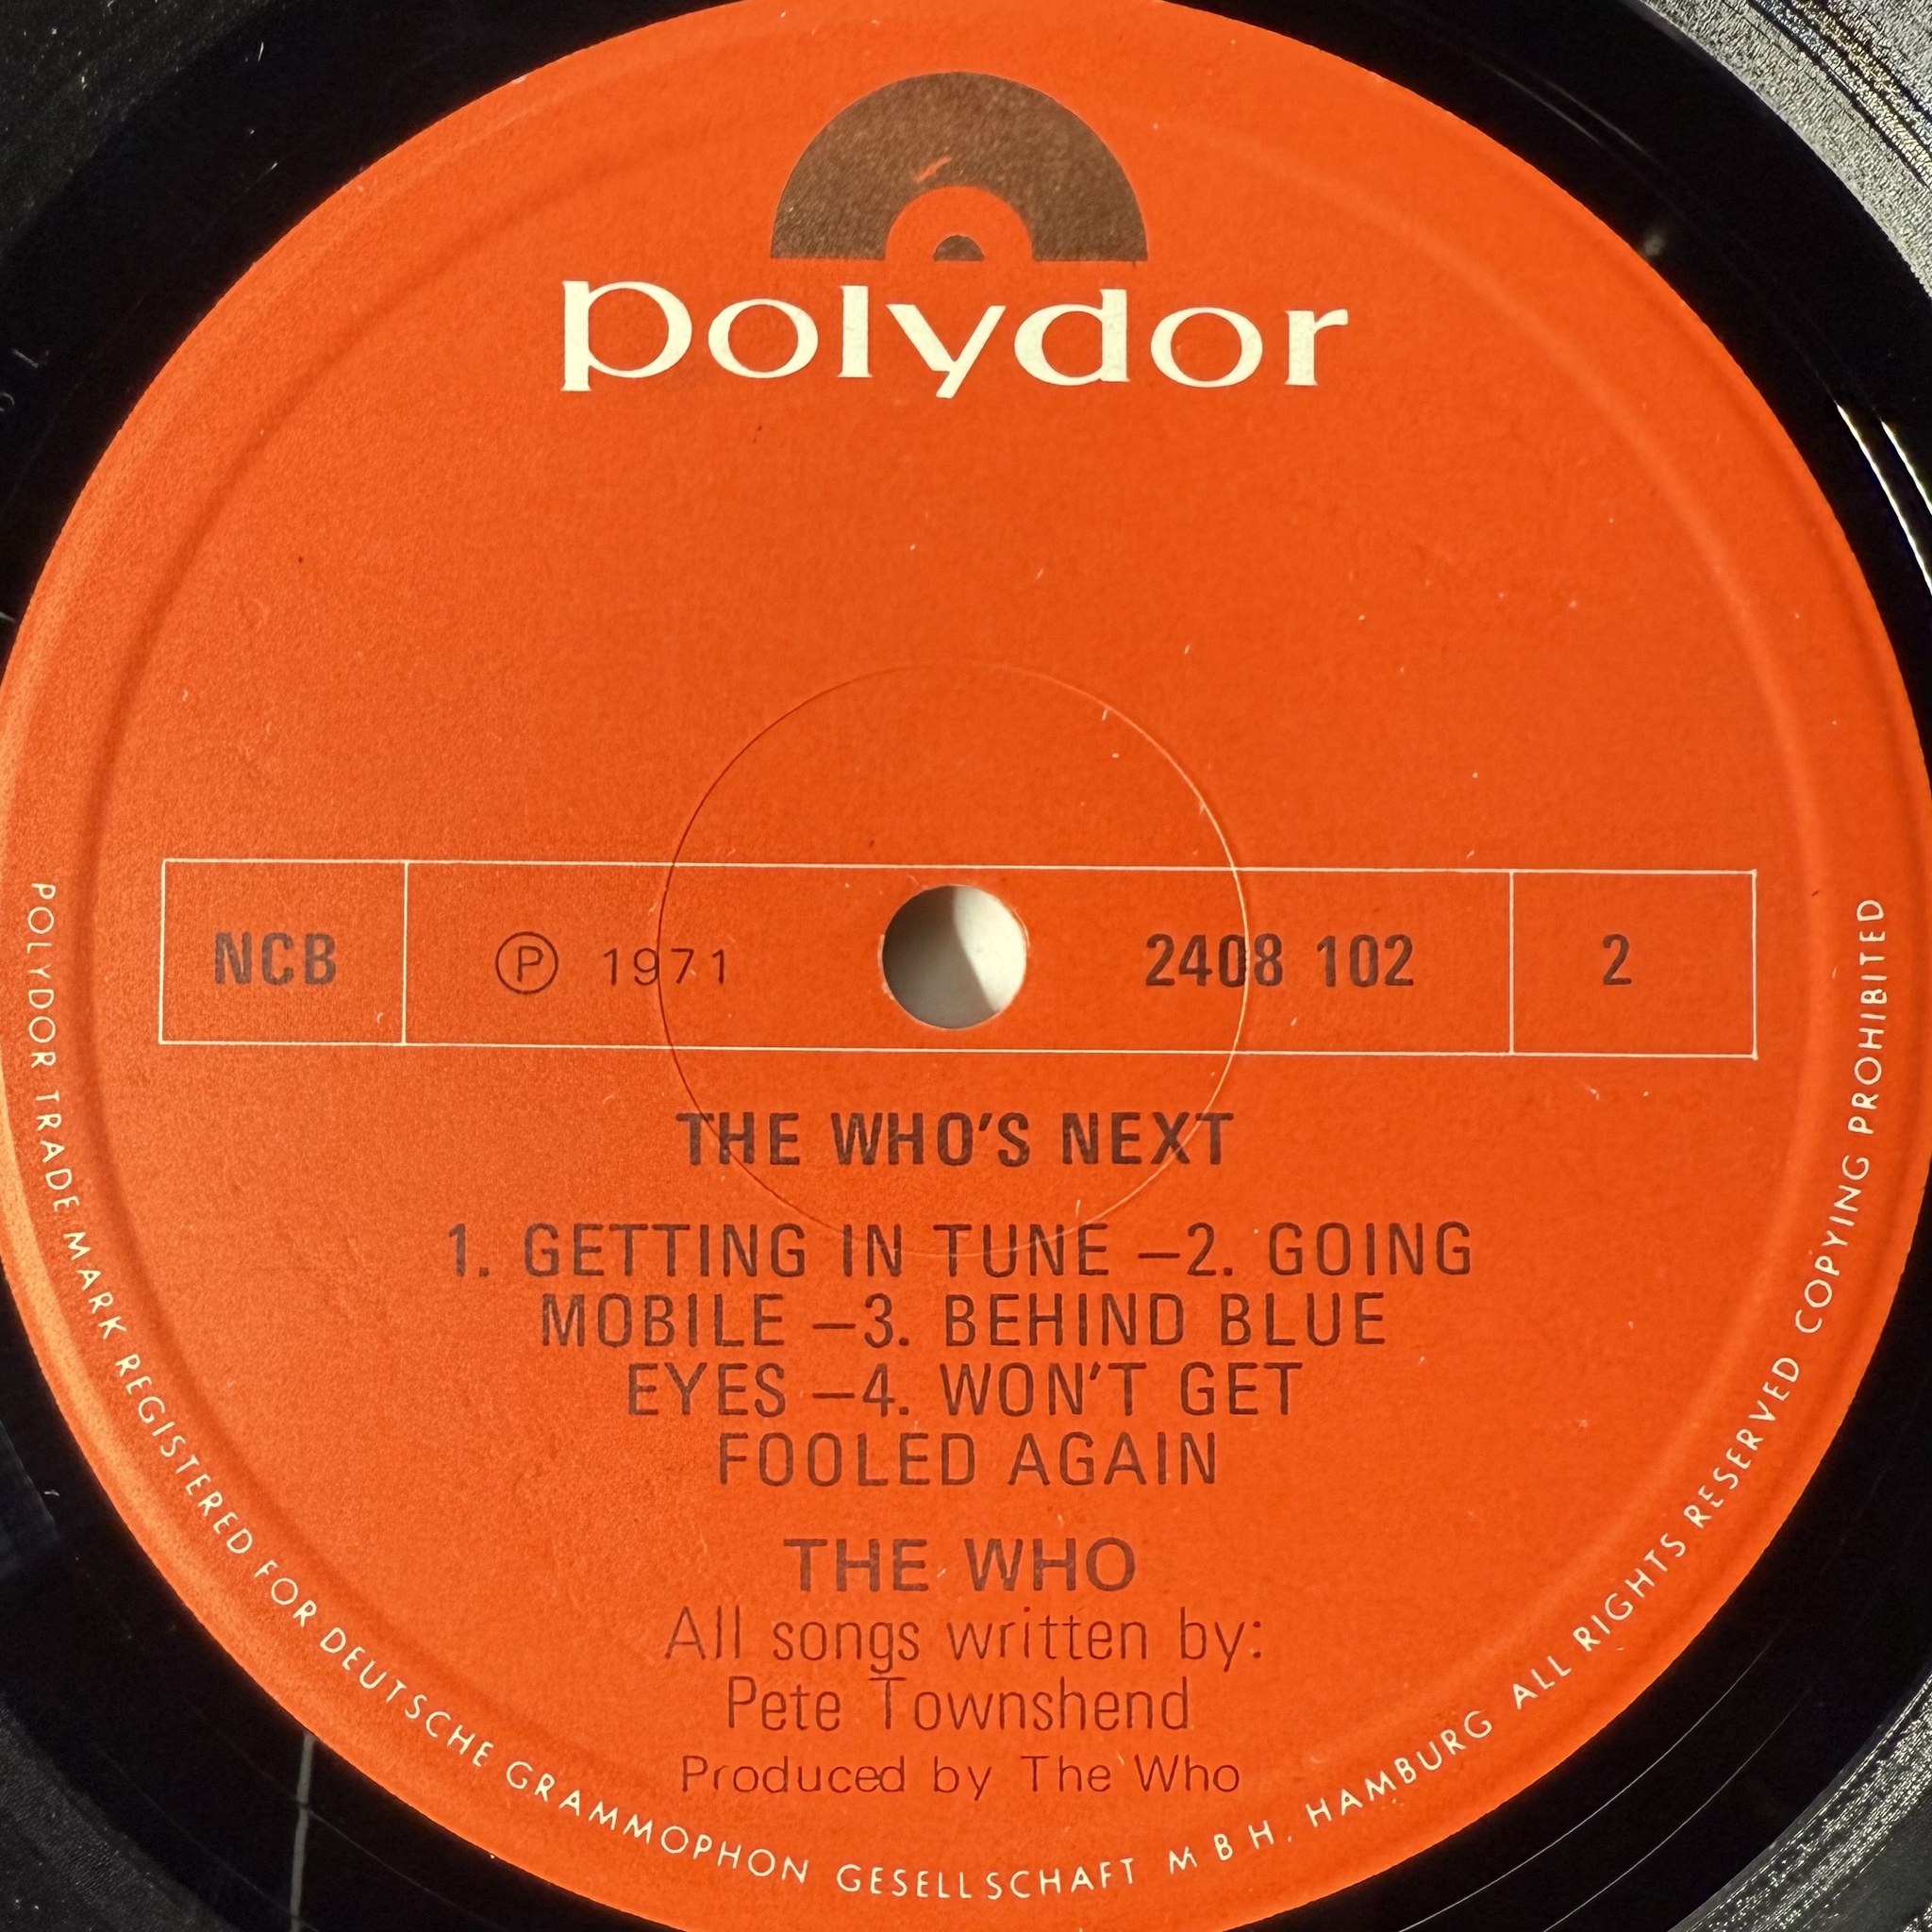 polydor
NCB Ⓟ 1971 2408 102 2
THE WHO'S NEXT
1. GETTING IN TUNE –2. GOING
MOBILE –3. BEHIND BLUE
EYES –4. WON'T GET
FOOLED AGAIN
THE WHO
All songs written by:
Pete Townshend
Produced by The Who
POLYDOR TRADE MARK REGISTERED FOR DEUTSCHE GRAMMOPHON GESELLSCHAFT M B H. HAMBURG ALL RIGHTS RESERVED COPYING PROHIBITED